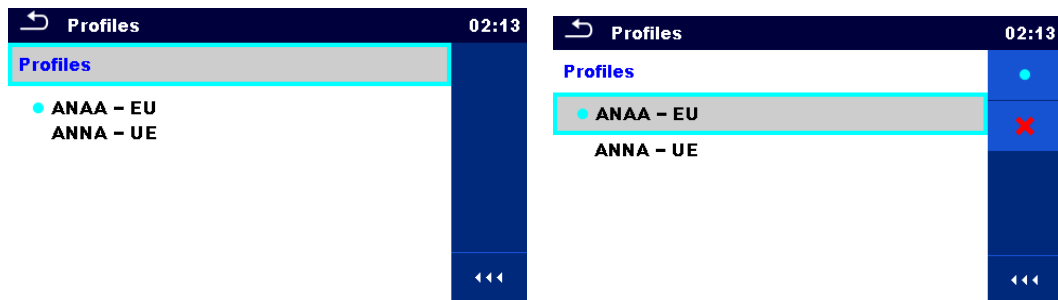 Profiles 02:13
Profiles
ANAA – EU
ANNA – UE
Profiles 02:13
Profiles
ANAA – EU
ANNA – UE